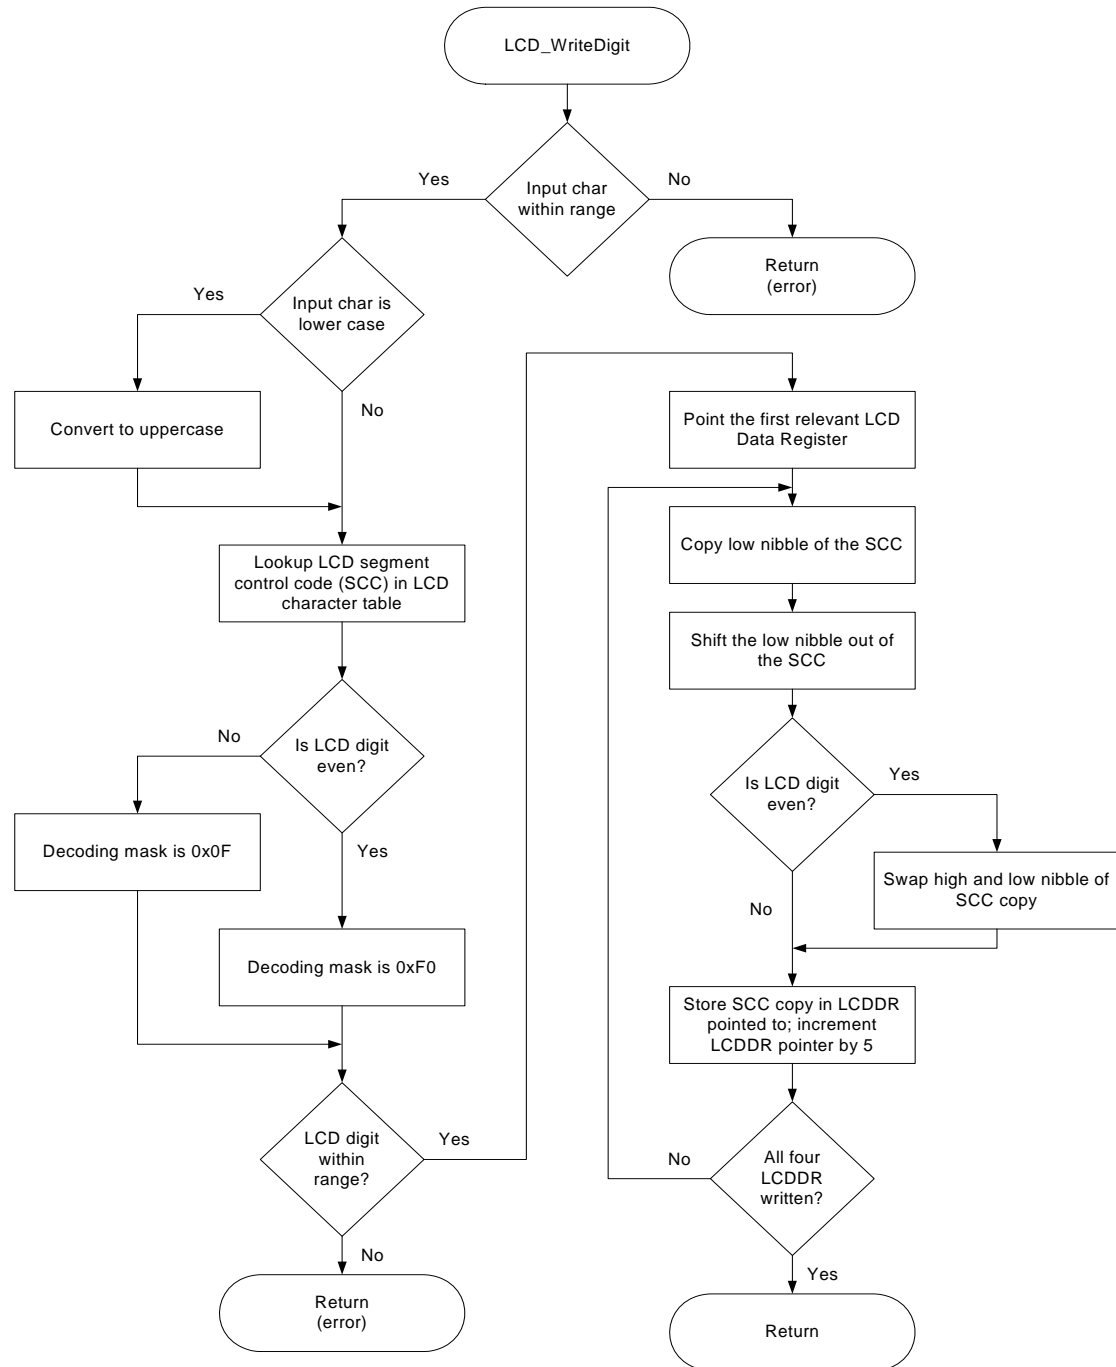 LCD_WriteDigit
Yes
Input char
within range
No
Return
(error)
Yes
Input char is
lower case
No
Convert to uppercase
Lookup LCD segment
control code (SCC) in LCD
character table
No
Is LCD digit
even?
Yes
Decoding mask is 0x0F
Decoding mask is 0xF0
LCD digit
within
range?
Yes
No
Return
(error)
Point the first relevant LCD
Data Register
Copy low nibble of the SCC
Shift the low nibble out of
the SCC
Is LCD digit
even?
Yes
No
Swap high and low nibble of
SCC copy
Store SCC copy in LCDDR
pointed to; increment
LCDDR pointer by 5
No
All four
LCDDR
written?
Yes
Return